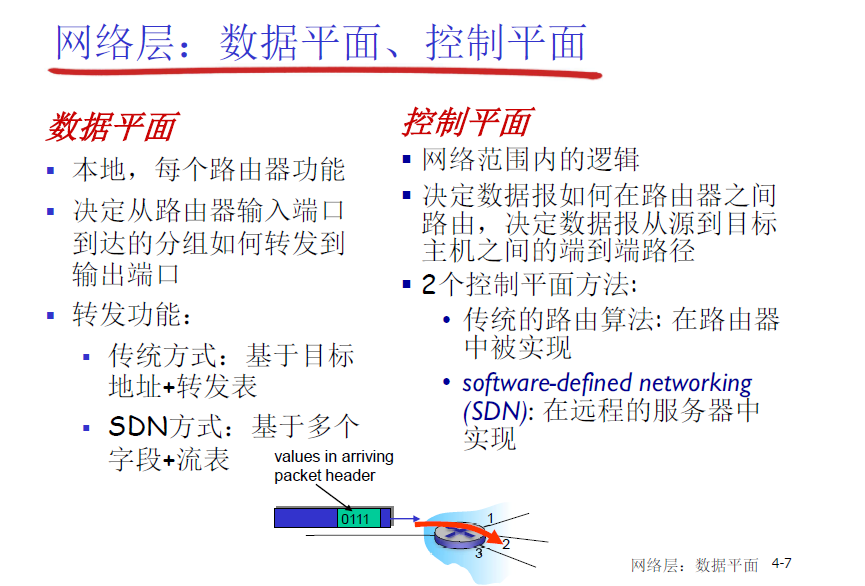 网络层：数据平面、控制平面
数据平面
本地，每个路由器功能
决定从路由器输入端口
到达的分组如何转发到
输出端口
转发功能：
传统方式：基于目标
地址+转发表
SDN方式：基于多个
字段+流表
控制平面
网络范围内的逻辑
决定数据报如何在路由器之间
路由，决定数据报从源到目标
主机之间的端到端路径
2个控制平面方法:
传统的路由算法: 在路由器
中被实现
software-defined networking
(SDN): 在远程的服务器中
实现
values in arriving
packet header
0111
1
2
3
网络层：数据平面 4-7